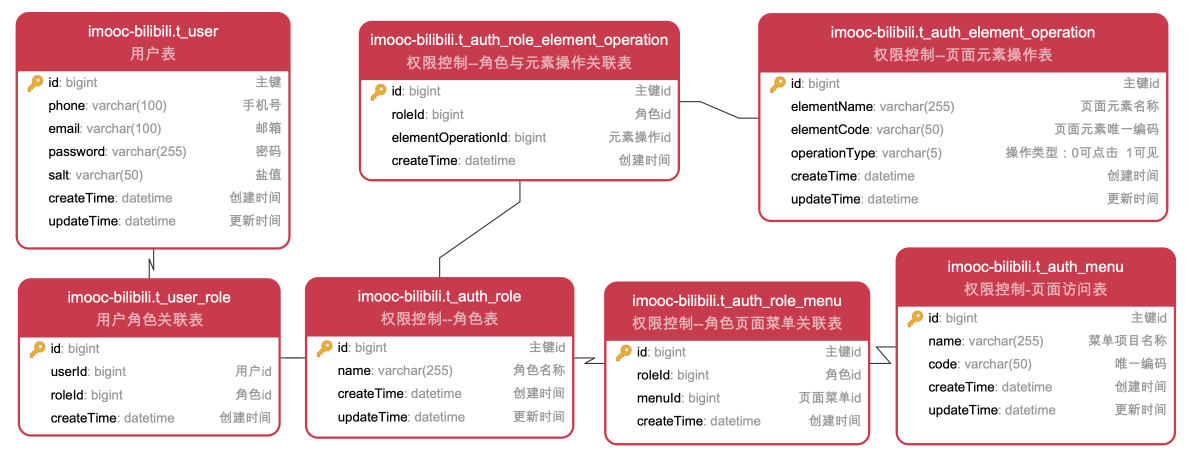 imooc-bilibili.t_user
用户表
id: bigint 主键
phone: varchar(100) 手机号
email: varchar(100) 邮箱
password: varchar(255) 密码
salt: varchar(50) 盐值
createTime: datetime 创建时间
updateTime: datetime 更新时间
imooc-bilibili.t_auth_role_element_operation
权限控制--角色与元素操作关联表
id: bigint 主键id
roleId: bigint 角色id
elementOperationId: bigint 元素操作id
createTime: datetime 创建时间
imooc-bilibili.t_auth_element_operation
权限控制--页面元素操作表
id: bigint 主键id
elementName: varchar(255) 页面元素名称
elementCode: varchar(50) 页面元素唯一编码
operationType: varchar(5) 操作类型：0可点击 1可见
createTime: datetime 创建时间
updateTime: datetime 更新时间
imooc-bilibili.t_user_role
用户角色关联表
id: bigint
userId: bigint 用户id
roleId: bigint 角色id
createTime: datetime 创建时间
imooc-bilibili.t_auth_role
权限控制--角色表
id: bigint 主键id
name: varchar(255) 角色名称
createTime: datetime 创建时间
updateTime: datetime 更新时间
imooc-bilibili.t_auth_role_menu
权限控制--角色页面菜单关联表
id: bigint 主键id
roleId: bigint 角色id
menuId: bigint 页面菜单id
createTime: datetime 创建时间
imooc-bilibili.t_auth_menu
权限控制-页面访问表
id: bigint 主键id
name: varchar(255) 菜单项目名称
code: varchar(50) 唯一编码
createTime: datetime 创建时间
updateTime: datetime 更新时间